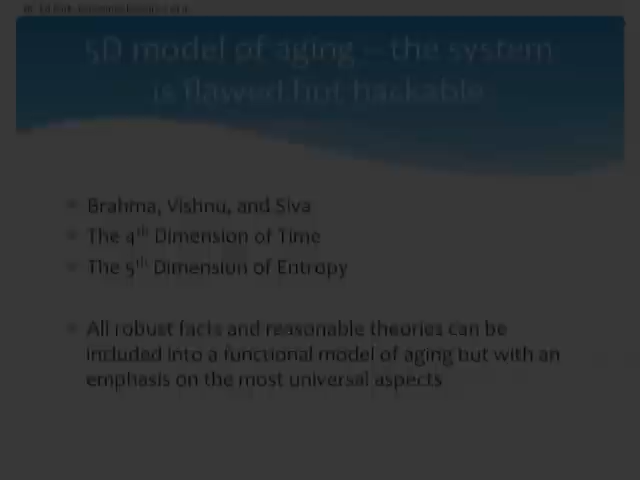 5D model of aging – the system
is flawed but hackable
Brahma, Vishnu, and Siva
The 4th Dimension of Time
The 5th Dimension of Entropy
All robust facts and reasonable theories can be
included into a functional model of aging but with an
emphasis on the most universal aspects